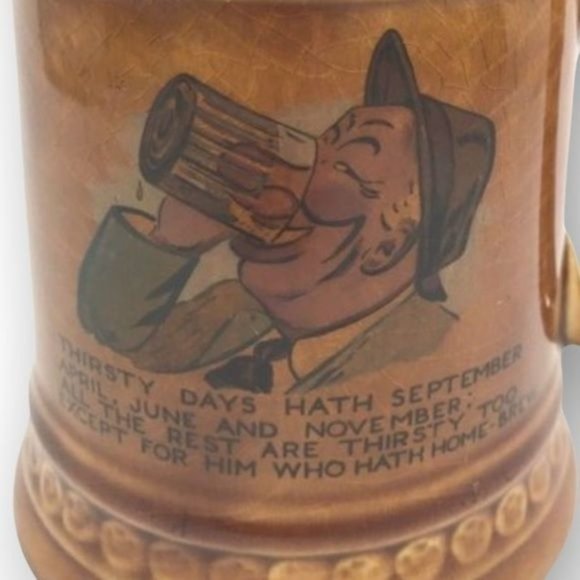 THIRSTY DAYS HATH SEPTEMBER
APRIL, JUNE AND NOVEMBER;
ALL THE REST ARE THIRSTY TOO
EXCEPT FOR HIM WHO HATH HOME-BREW.